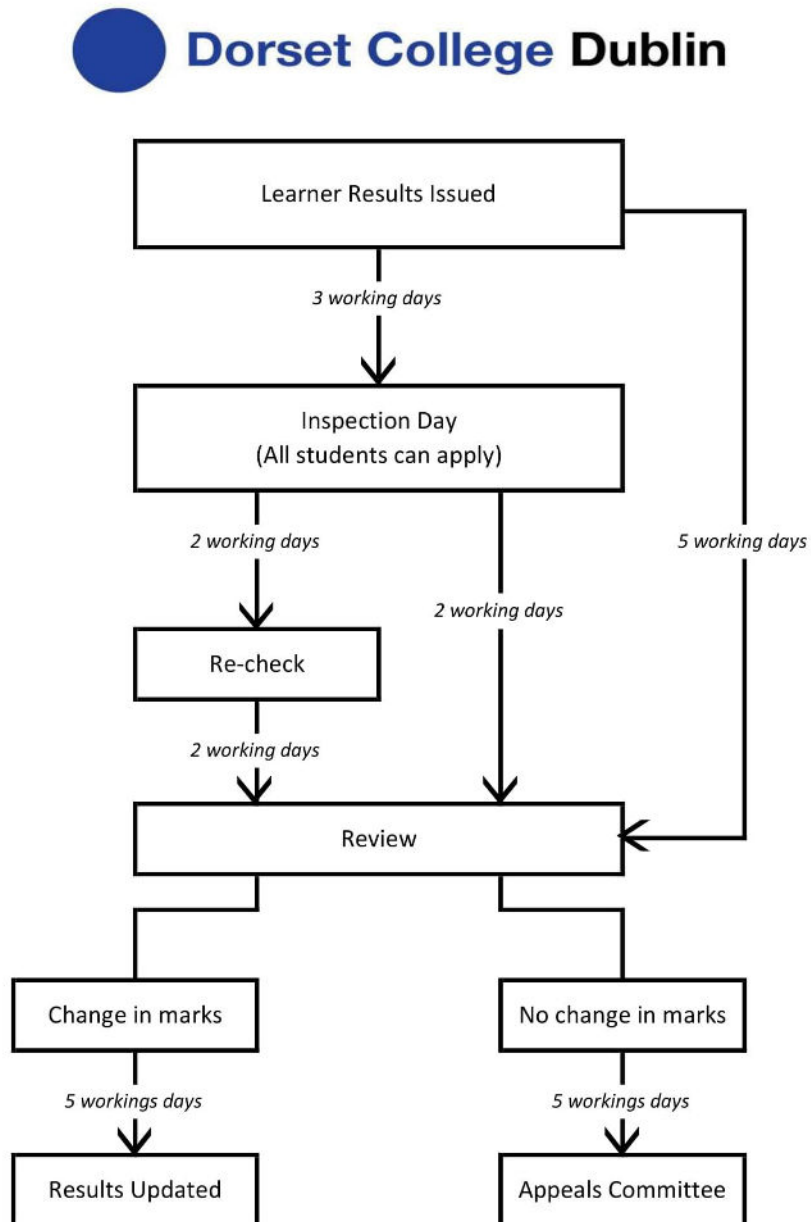 Dorset College Dublin
Learner Results Issued
3 working days
Inspection Day
(All students can apply)
2 working days
5 working days
2 working days
Re-check
2 working days
Review
Change in marks
No change in marks
5 workings days
5 workings days
Results Updated
Appeals Committee